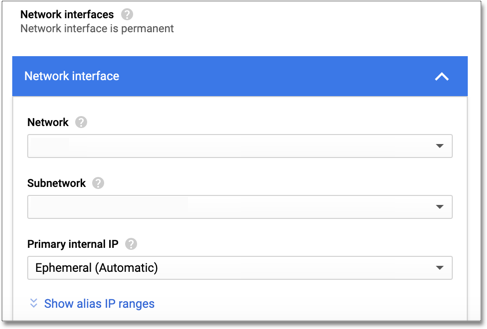 Network interfaces
Network interface is permanent
Network interface
Network
Subnetwork
Primary internal IP
Ephemeral (Automatic)
Show alias IP ranges